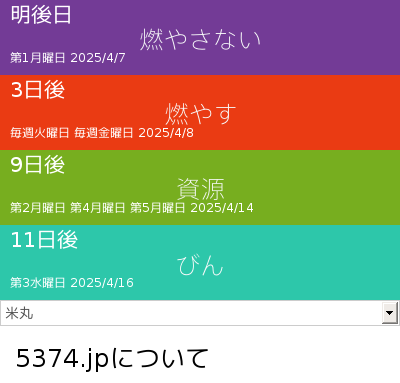 明後日
燃やさない
第1月曜日 2025/4/7
3日後
燃やす
毎週火曜日 毎週金曜日 2025/4/8
9日後
資源
第2月曜日 第4月曜日 第5月曜日 2025/4/14
11日後
びん
第3水曜日 2025/4/16
米丸
5374.jpについて